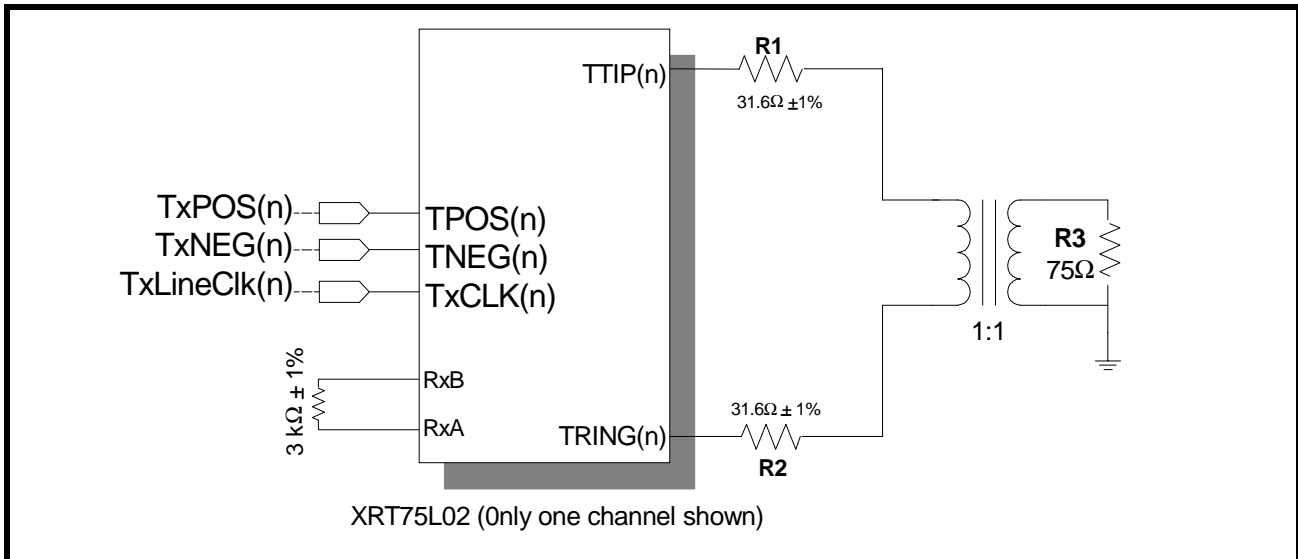 R1
TTIP(n)
31.6Ω ±1%
TxPOS(n)
TPOS(n)
TxNEG(n)
TNEG(n)
TxLineClk(n)
TxCLK(n)
R3
75Ω
1:1
3 kΩ ± 1%
RxB
RxA
31.6Ω ± 1%
TRING(n)
R2
XRT75L02 (0nly one channel shown)